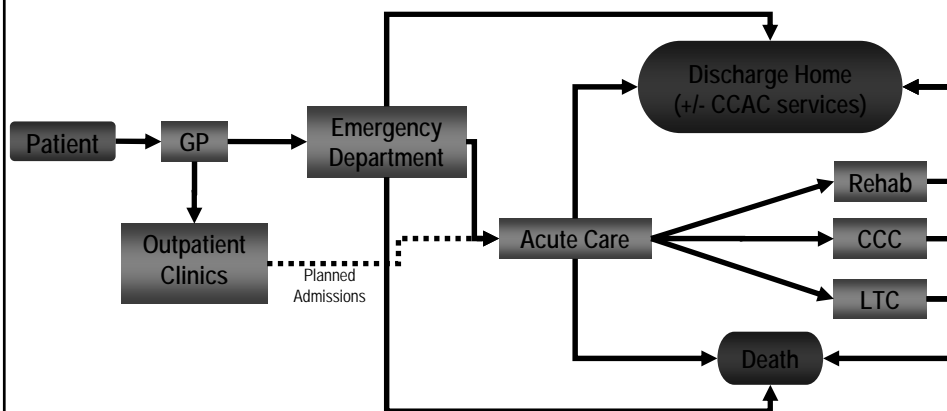 Discharge Home
(+/- CCAC services)
Patient
GP
Emergency
Department
Outpatient
Clinics
Planned
Admissions
Acute Care
Rehab
CCC
LTC
Death